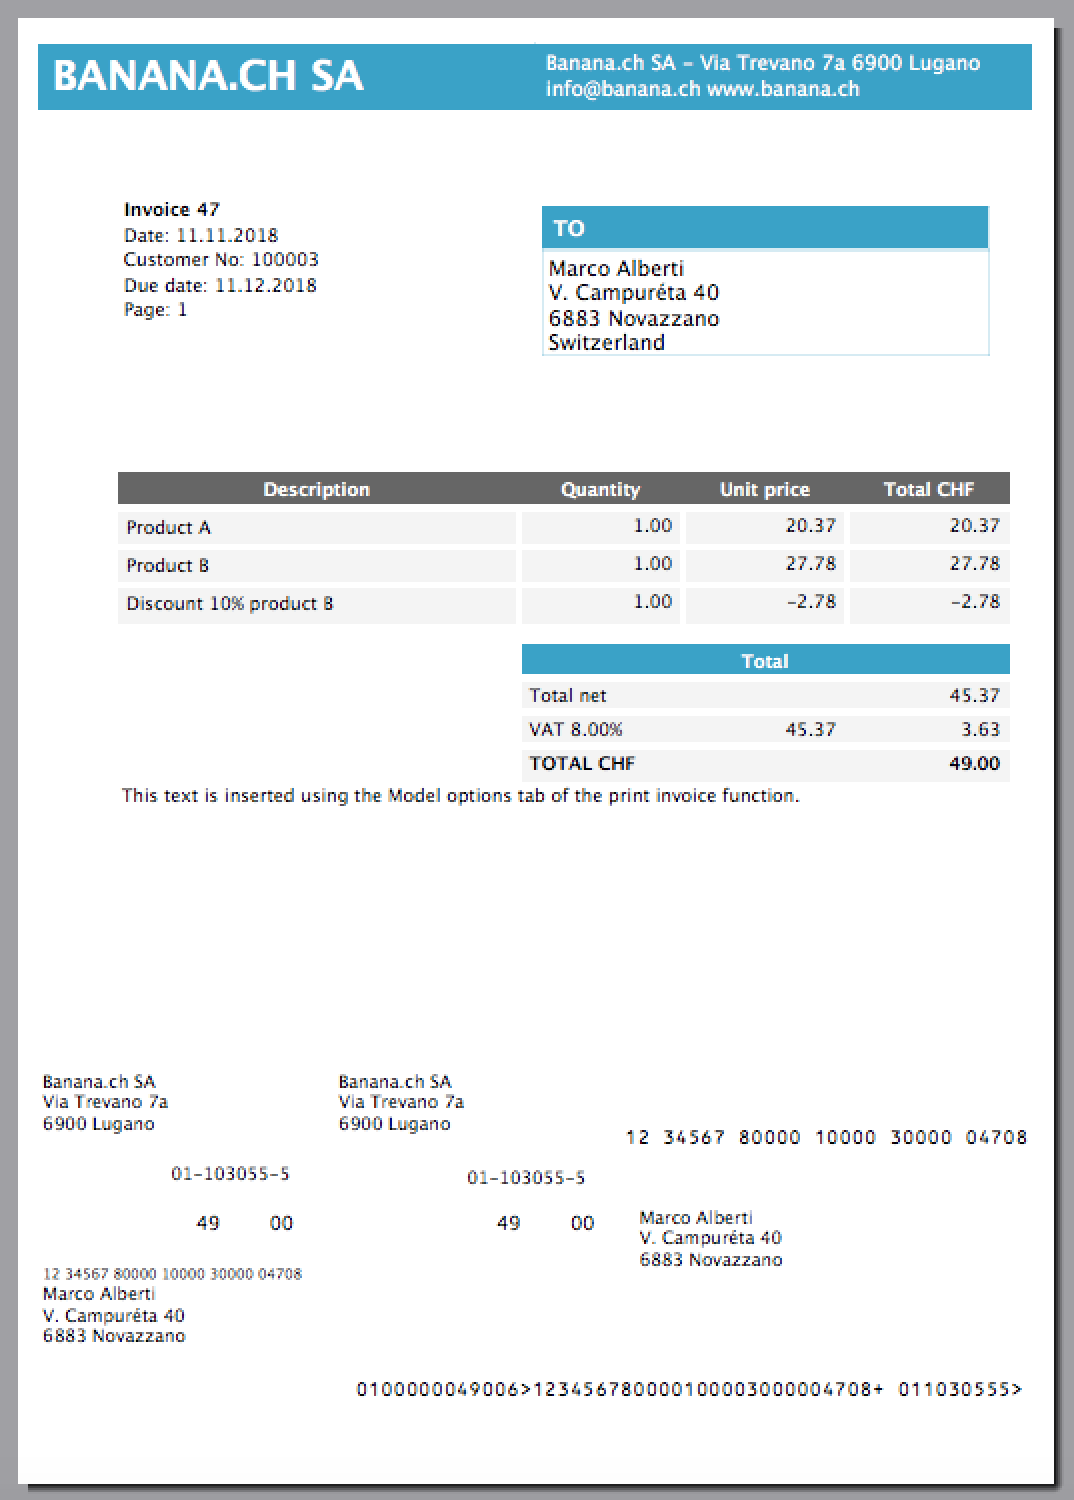 BANANA.CH SA
Banana.ch SA – Via Trevano 7a 6900 Lugano
info@banana.ch www.banana.ch
Invoice 47
Date: 11.11.2018
Customer No: 100003
Due date: 11.12.2018
Page: 1
TO
Marco Alberti
V. Campuréta 40
6883 Novazzano
Switzerland
Description Quantity Unit price Total CHF
Product A 1.00 20.37 20.37
Product B 1.00 27.78 27.78
Discount 10% product B 1.00 –2.78 –2.78
Total
Total net 45.37
VAT 8.00% 45.37 3.63
TOTAL CHF 49.00
This text is inserted using the Model options tab of the print invoice function.
Banana.ch SA
Via Trevano 7a
6900 Lugano
01–103055–5
49 00
12 34567 80000 10000 30000 04708
Marco Alberti
V. Campuréta 40
6883 Novazzano
Banana.ch SA
Via Trevano 7a
6900 Lugano
01–103055–5
49 00
12 34567 80000 10000 30000 04708
Marco Alberti
V. Campuréta 40
6883 Novazzano
0100000049006>123456780000100003000004708+ 011030555>